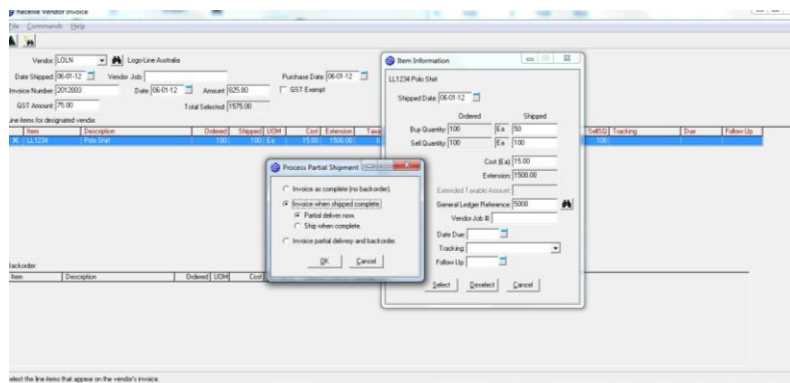 Receive Vendor Invoice
File Commands Help
Vendor: LOLN Logo-Line Australia
Date Shipped: 06-01-12 Vendor Job: Purchase Date: 06-01-12
Invoice Number: 2012003 Date: 06-01-12 Amount: 825.00 GST Exempt
GST Amount: 75.00 Total Selected: 1575.00
Line items for designated vendor:
Item Description Ordered Shipped UOM Cost Extension Taxa SellSQ Tracking Due Follow Up
LL1234 Polo Shirt 100 100 Ea 15.00 1500.00 0. 100
Backorder:
Item Description Ordered UOM Cost
Select the line items that appear on the vendor's invoice.
Process Partial Shipment
Invoice as complete (no backorder).
Invoice when shipped complete.
Partial deliver now.
Ship when complete.
Invoice partial delivery and backorder.
OK Cancel
Item Information
LL1234 Polo Shirt
Shipped Date: 06-01-12
Ordered Shipped
Buy Quantity: 100 Ea 50
Sell Quantity: 100 Ea 100
Cost (Ea): 15.00
Extension: 1500.00
Extended Taxable Amount:
General Ledger Reference: 5000
Vendor Job #:
Date Due:
Tracking:
Follow Up:
Select Deselect Cancel